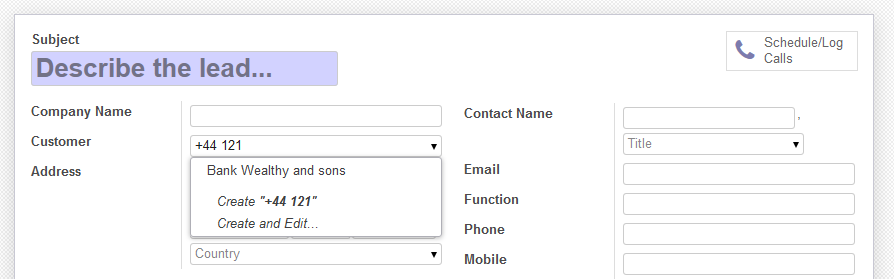 Subject
Describe the lead...
Schedule/Log
Calls
Company Name
Customer
+44 121
Address
Bank Wealthy and sons
Create "+44 121"
Create and Edit...
Country
Contact Name
,
Title
Email
Function
Phone
Mobile